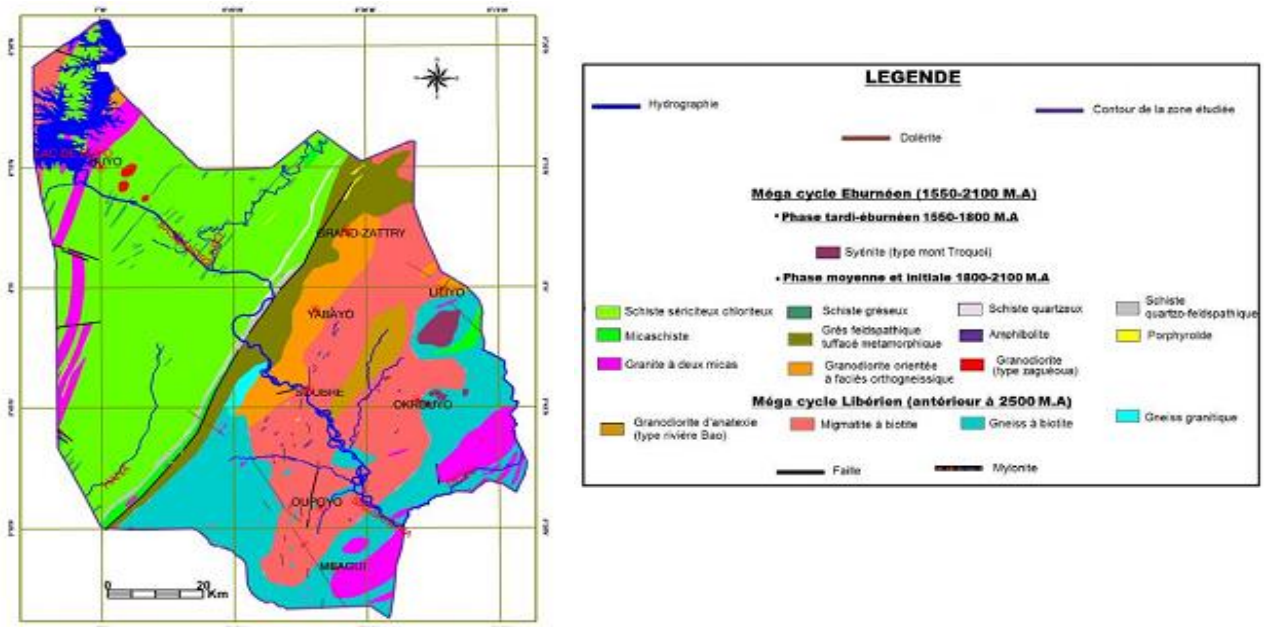 GRAND-ZATTRY
YABAYO
LILIYO
SOUBRE
OKROUYO
OUPOYO
MEAGUI
0 20
Km
LEGENDE
Hydrographie
Contour de la zone étudiée
Dolérite
Méga cycle Eburnéen (1550-2100 M.A)
• Phase tardi-éburnéen 1550-1800 M.A
Syénite (type mont Troquoi)
• Phase moyenne et initiale 1800-2100 M.A
Schiste sériciteux chloriteux
Schiste gréseux
Schiste quartzeux
Schiste
quartzo-feldspathique
Micaschiste
Grés feldspathique
tuffacé metamorphique
Amphibolite
Porphyroïde
Granite à deux micas
Granodiorite orientée
à faciès orthogneissique
Granodiorite
(type zaguéoua)
Méga cycle Libérien (antérieur à 2500 M.A)
Granodiorite d'anatexie
(type rivière Bao)
Migmatite à biotite
Gneiss à biotite
Gneiss granitique
Faille
Mylonite